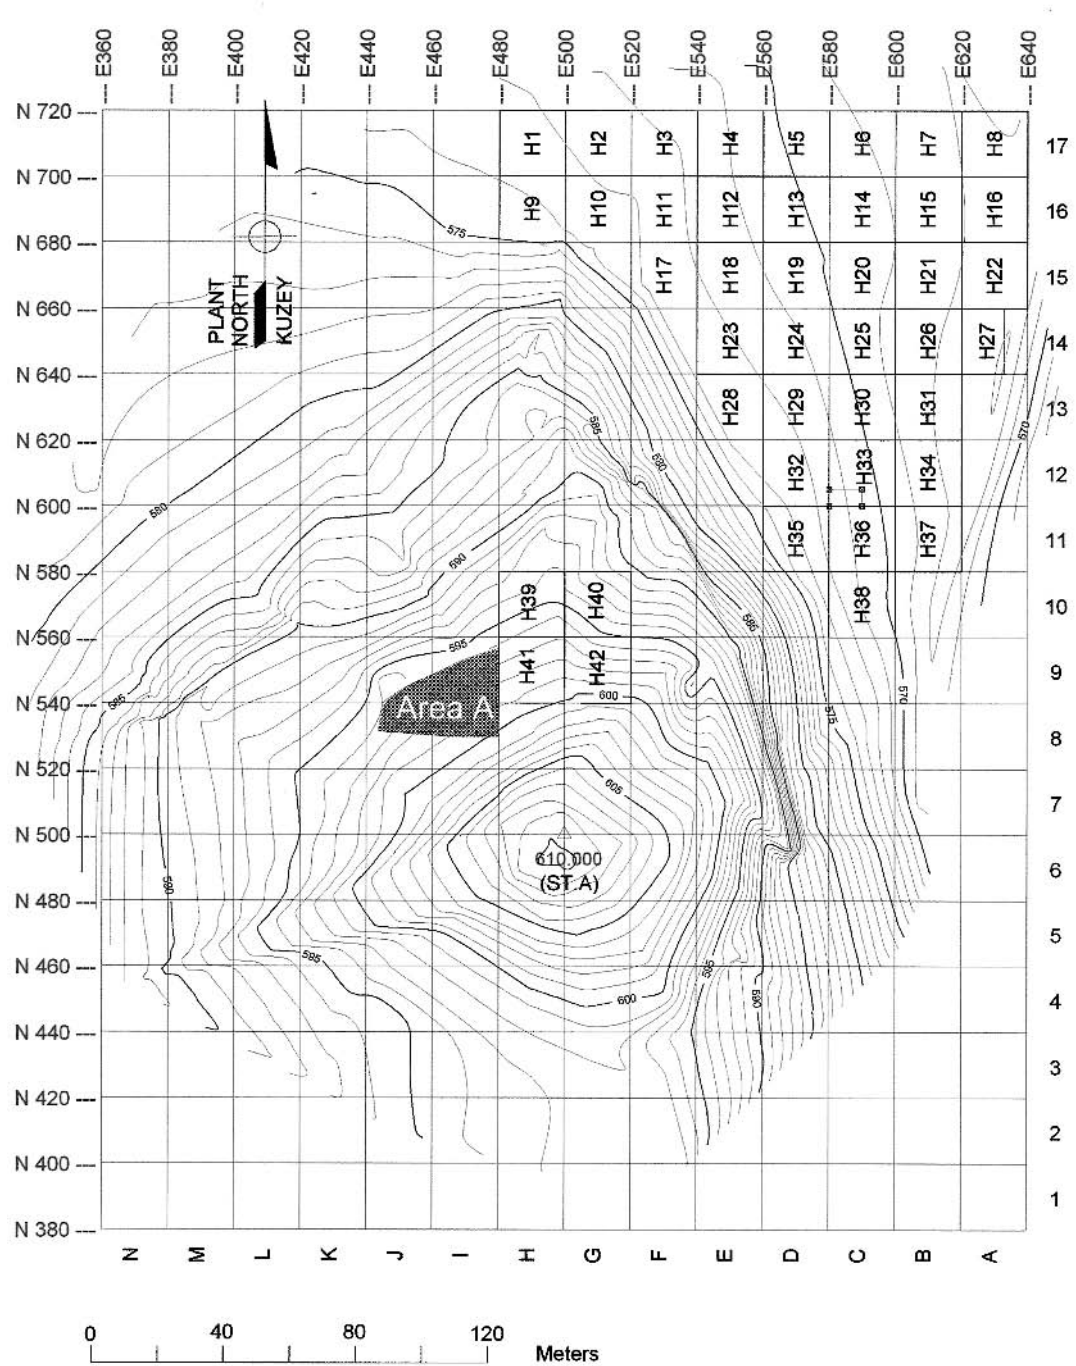 ---E360 ---E380 ---E400 ---E420 ---E440 ---E460 ---E480 ---E500 ---E520 ---E540 ---E560 ---E580 ---E600 ---E620 ---E640
N 720 ---
H1 H2 H3 H4 H5 H6 H7 H8 17
N 700 ---
H9 H10 H11 H12 H13 H14 H15 H16 16
575
N 680 ---
H17 H18 H19 H20 H21 H22 15
PLANT
NORTH
KUZEY
N 660 ---
H23 H24 H25 H26 H27 14
N 640 ---
H28 H29 H30 H31 13
585
570
N 620 ---
580
H32 H33 H34 12
N 600 ---
580
H35 H36 H37 11
590
N 580 ---
H39 H40 H38 10
585
N 560 ---
595
H41 H42 9
585
600
570
N 540 ---
Area A
575
8
N 520 ---
605
7
N 500 ---
610.000
(ST.A)
590
6
N 480 ---
5
595
N 460 ---
595
600
590
4
N 440 ---
3
N 420 ---
2
N 400 ---
1
N 380 ---
N M L K J I H G F E D C B A
0 40 80 120
Meters